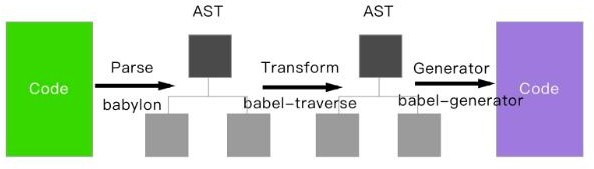 AST
AST
Code
Parse
babylon
Transform
babel-traverse
Generator
babel-generator
Code